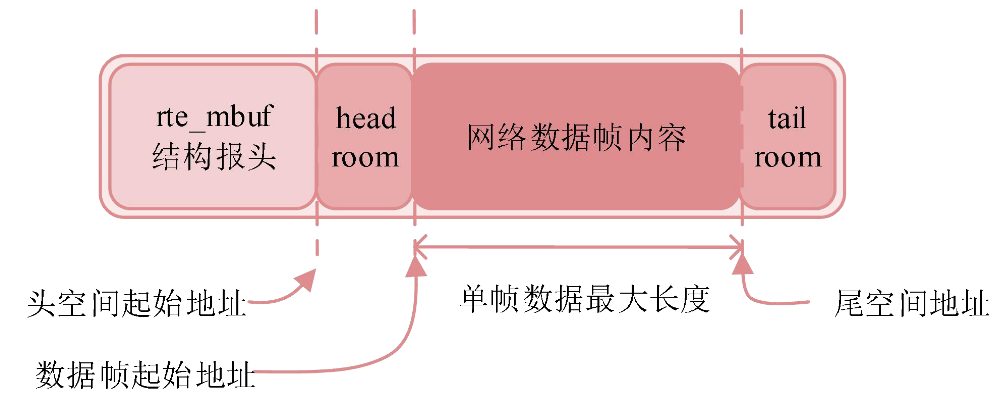 rte_mbuf
结构报头
head
room
网络数据帧内容
tail
room
头空间起始地址
单帧数据最大长度
尾空间地址
数据帧起始地址